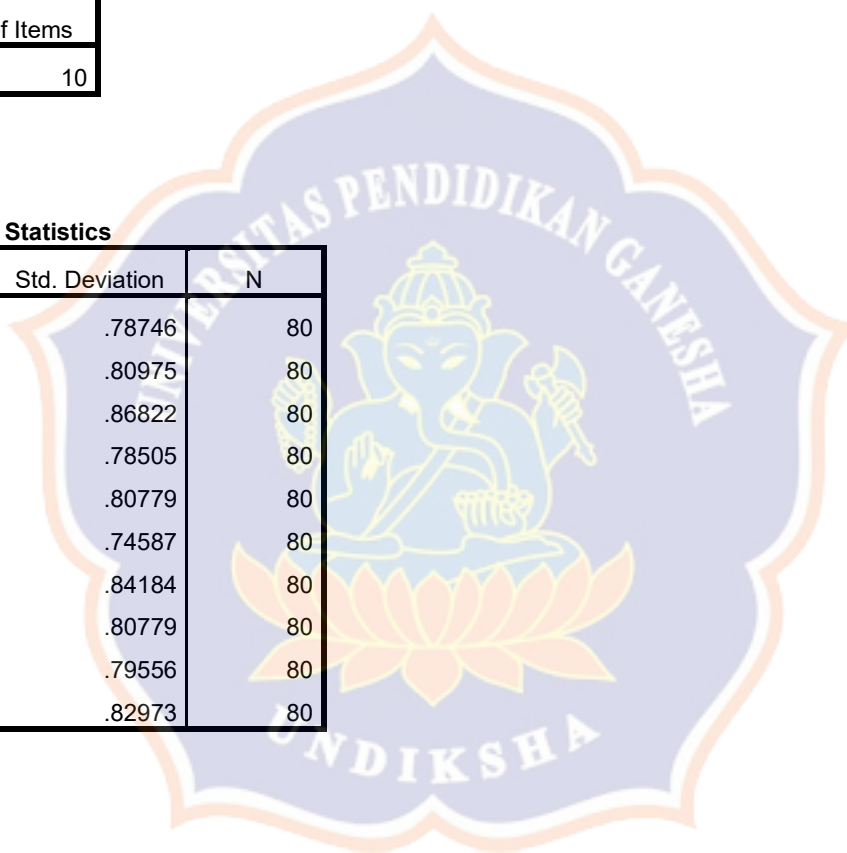 f Items
10
UNIVERSITAS PENDIDIKAN GANESHA
Statistics
Std. Deviation N
.78746 80
.80975 80
.86822 80
.78505 80
.80779 80
.74587 80
.84184 80
.80779 80
.79556 80
.82973 80
UNDIKSHA